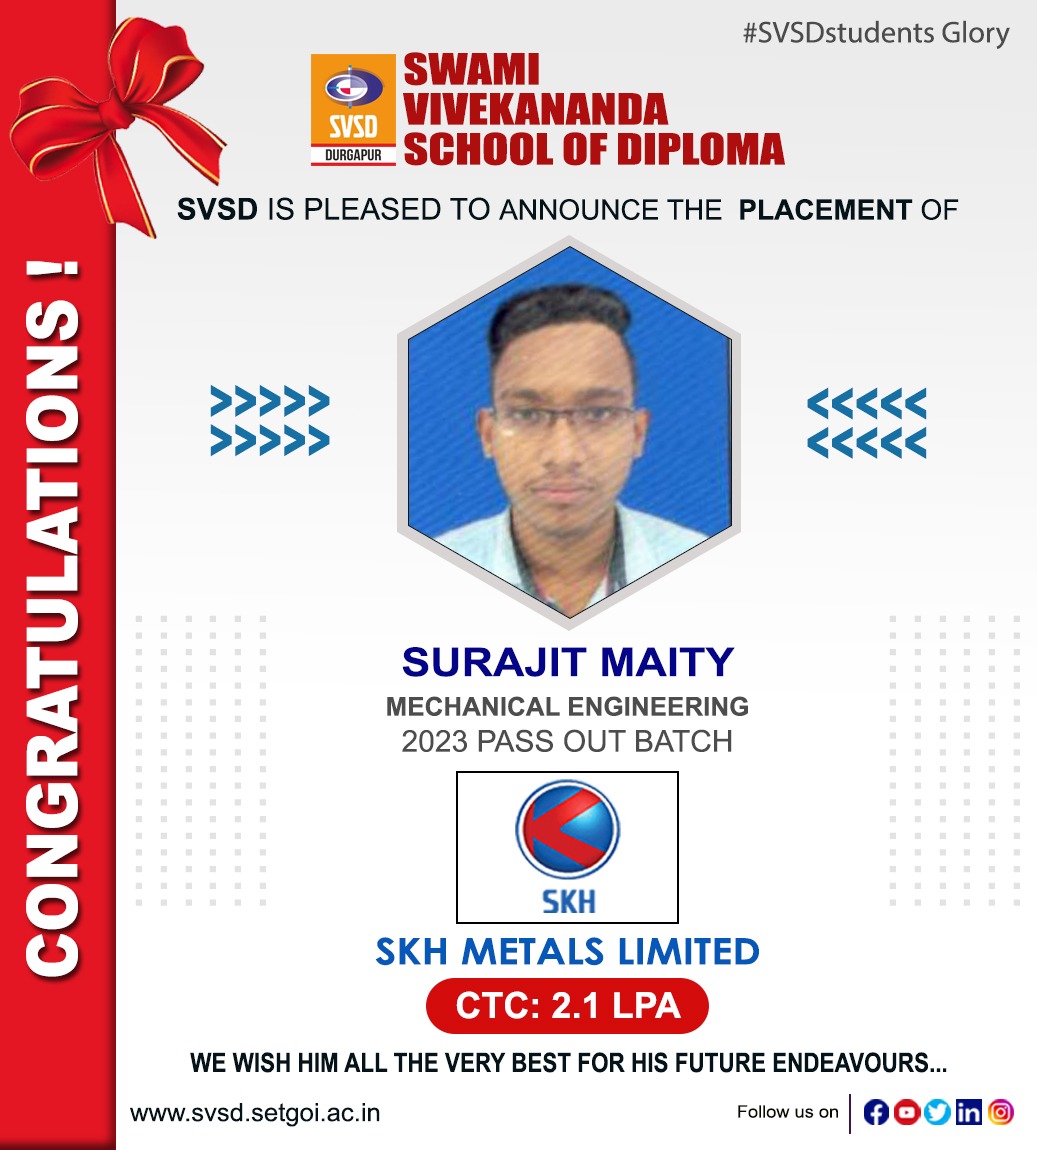 #SVSDstudents Glory
SVSD
DURGAPUR
SWAMI
VIVEKANANDA
SCHOOL OF DIPLOMA
SVSD IS PLEASED TO ANNOUNCE THE PLACEMENT OF
CONGRATULATIONS !
SURAJIT MAITY
MECHANICAL ENGINEERING
2023 PASS OUT BATCH
SKH
SKH METALS LIMITED
CTC: 2.1 LPA
WE WISH HIM ALL THE VERY BEST FOR HIS FUTURE ENDEAVOURS...
www.svsd.setgoi.ac.in
Follow us on